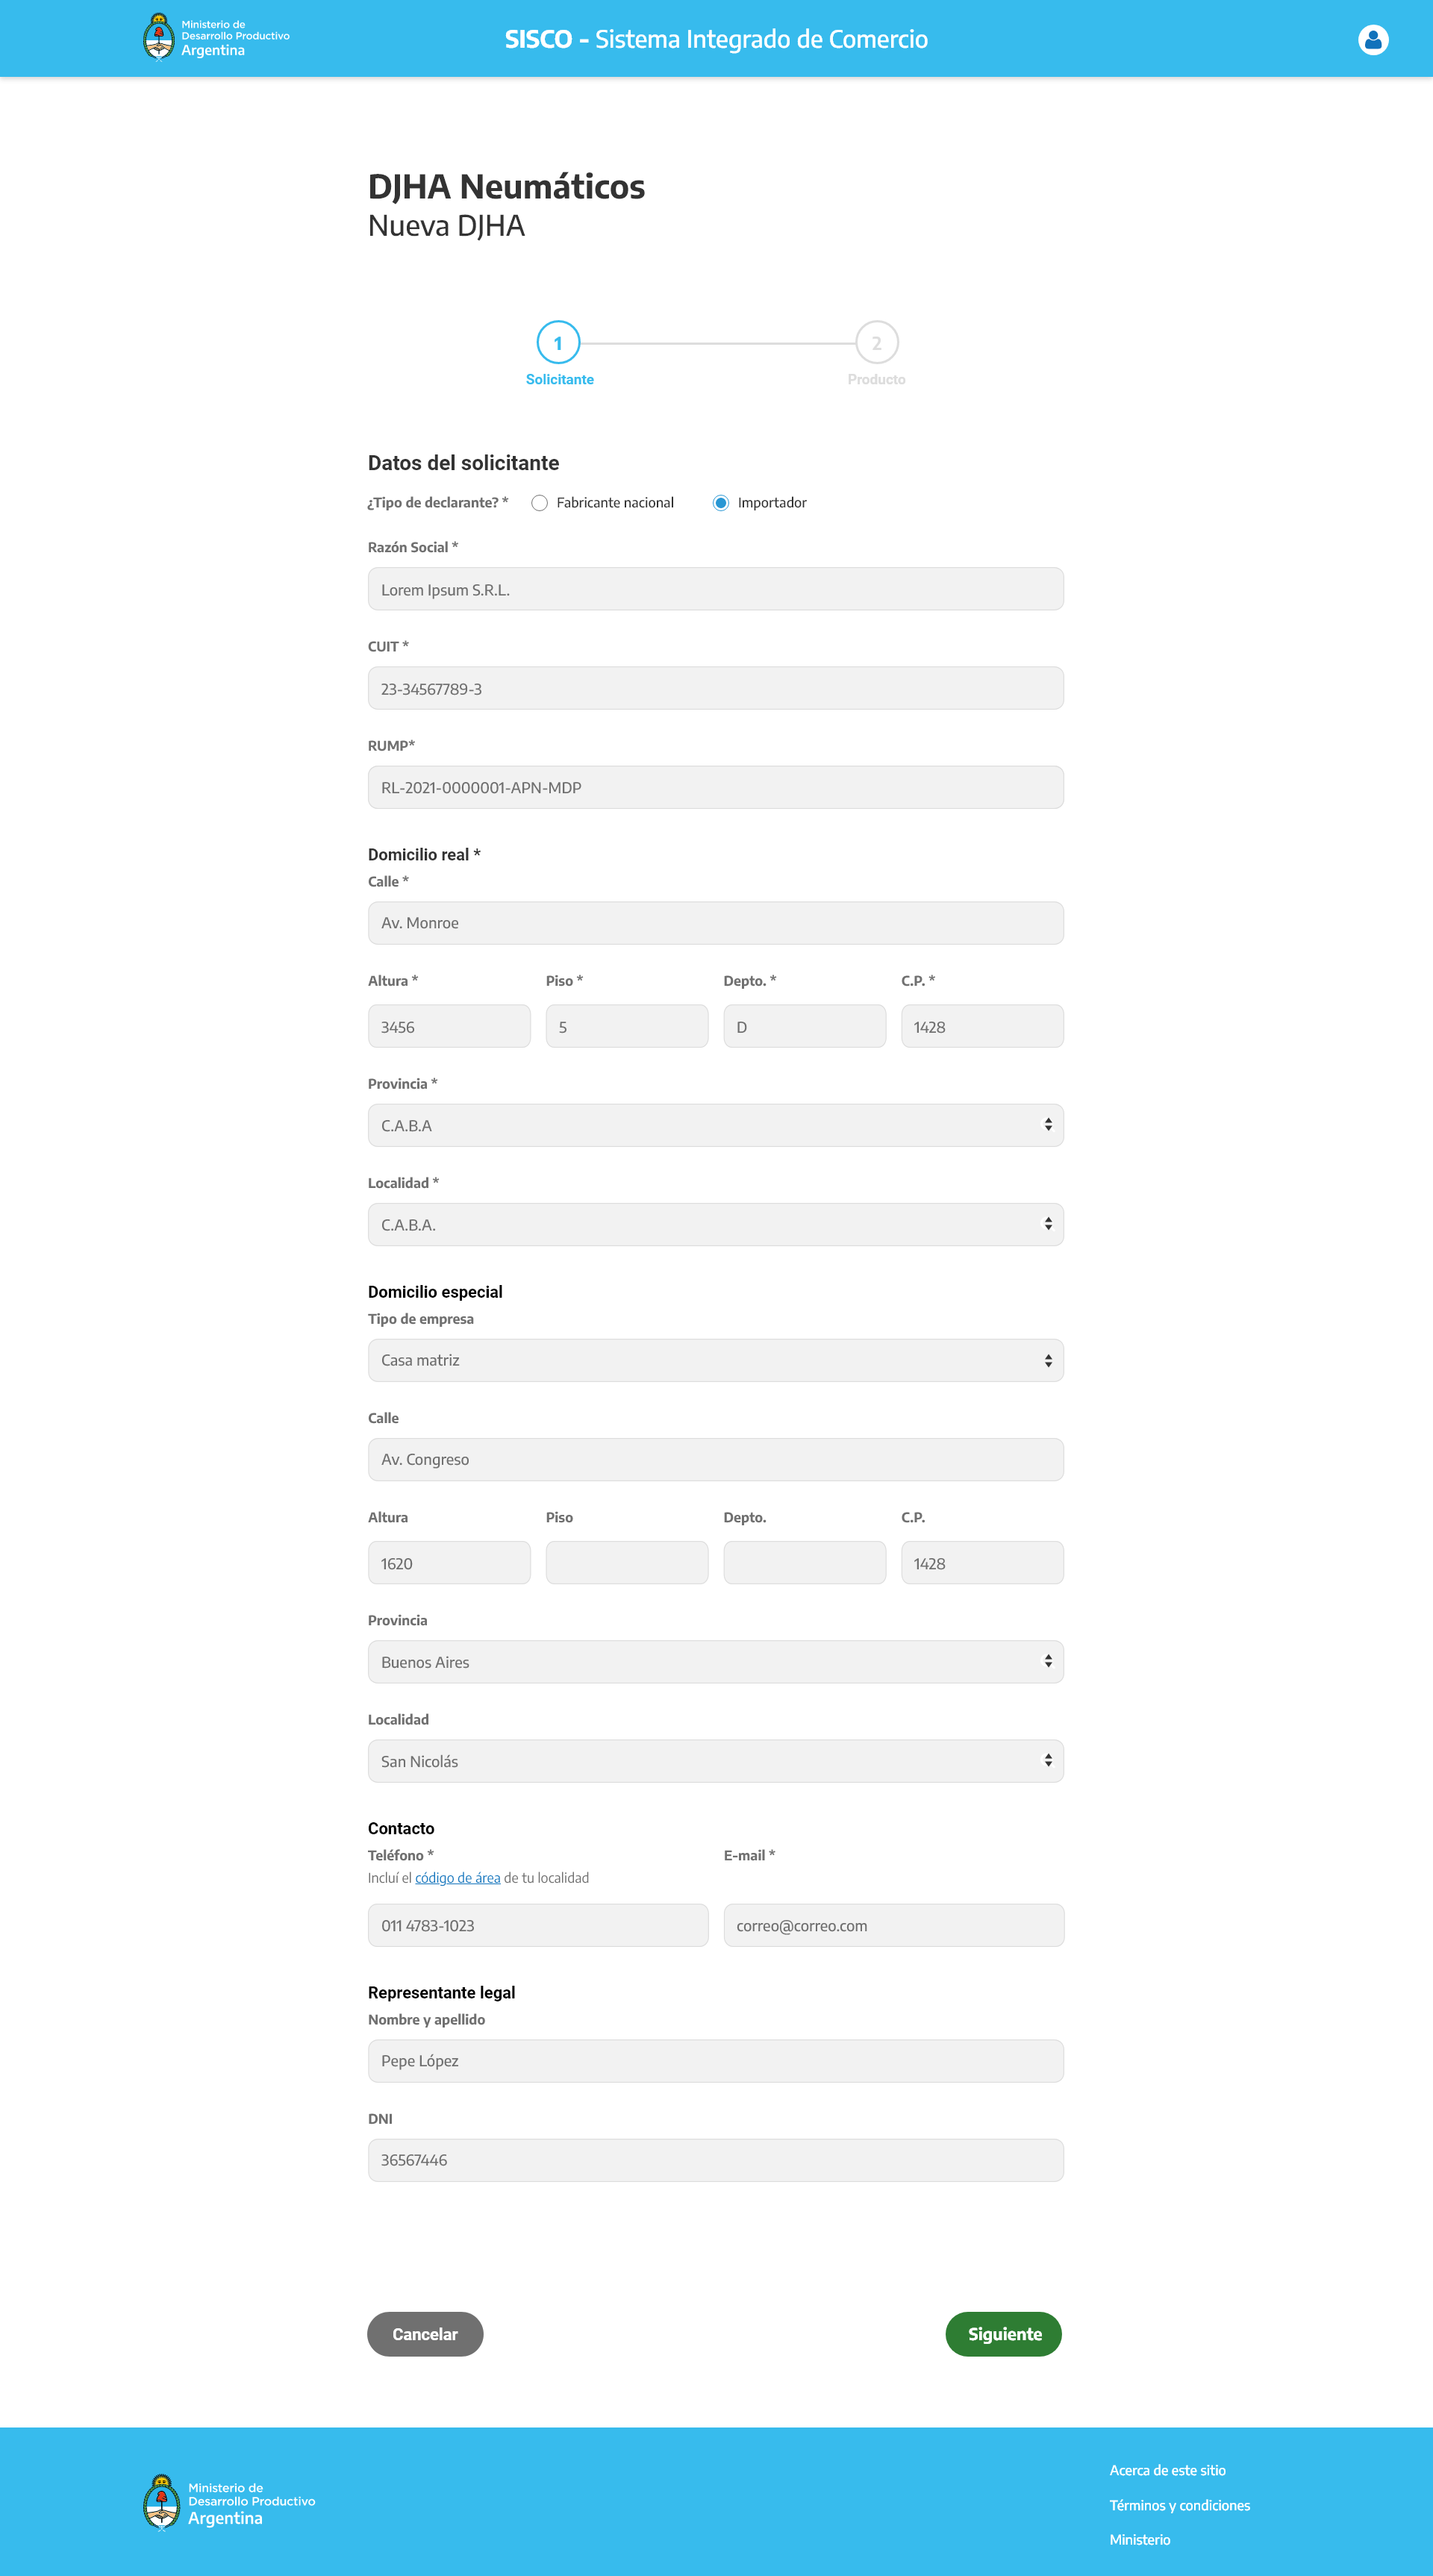 Ministerio de
Desarrollo Productivo
Argentina
SISCO - Sistema Integrado de Comercio
DJHA Neumáticos
Nueva DJHA
1
2
Solicitante
Producto
Datos del solicitante
¿Tipo de declarante? *
Fabricante nacional
Importador
Razón Social *
Lorem Ipsum S.R.L.
CUIT *
23-34567789-3
RUMP*
RL-2021-0000001-APN-MDP
Domicilio real *
Calle *
Av. Monroe
Altura *
Piso *
Depto. *
C.P. *
3456
5
D
1428
Provincia *
C.A.B.A
Localidad *
C.A.B.A.
Domicilio especial
Tipo de empresa
Casa matriz
Calle
Av. Congreso
Altura
Piso
Depto.
C.P.
1620
1428
Provincia
Buenos Aires
Localidad
San Nicolás
Contacto
Teléfono *
E-mail *
Incluí el código de área de tu localidad
011 4783-1023
correo@correo.com
Representante legal
Nombre y apellido
Pepe López
DNI
36567446
Cancelar
Siguiente
Ministerio de
Desarrollo Productivo
Argentina
Acerca de este sitio
Términos y condiciones
Ministerio